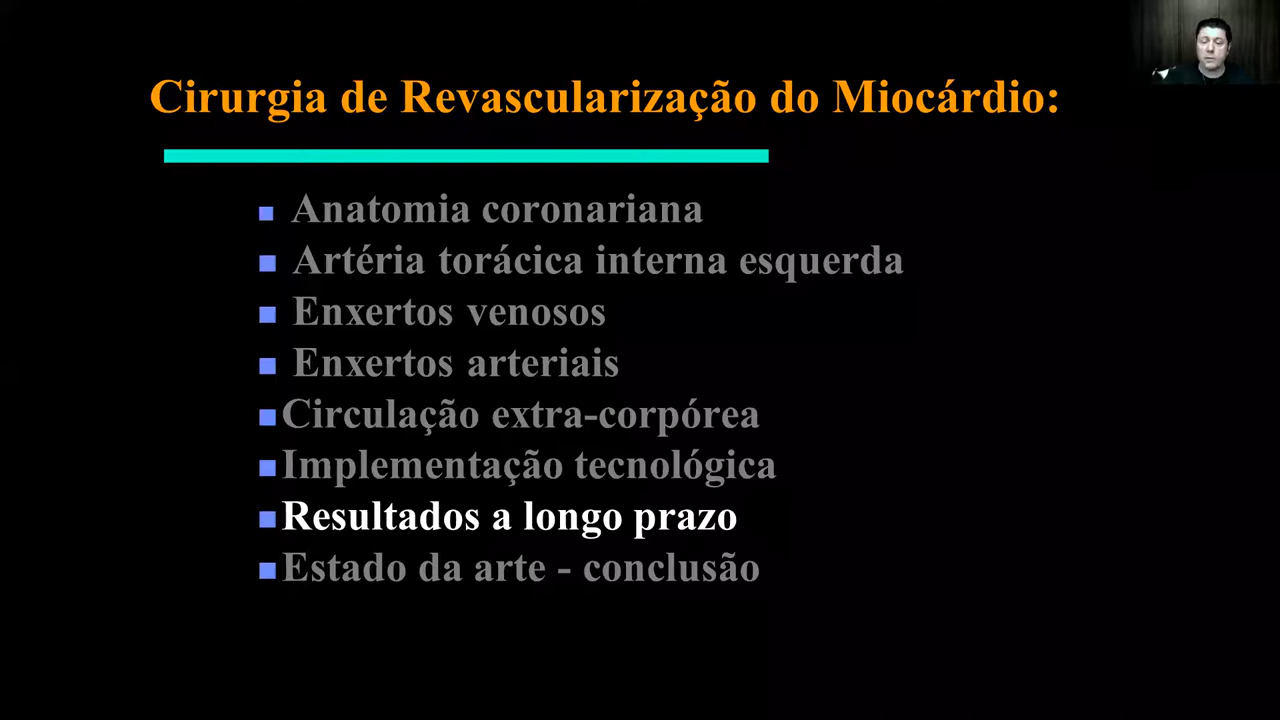 Cirurgia de Revascularização do Miocárdio:
Anatomia coronariana
Artéria torácica interna esquerda
Enxertos venosos
Enxertos arteriais
Circulação extra-corpórea
Implementação tecnológica
Resultados a longo prazo
Estado da arte - conclusão